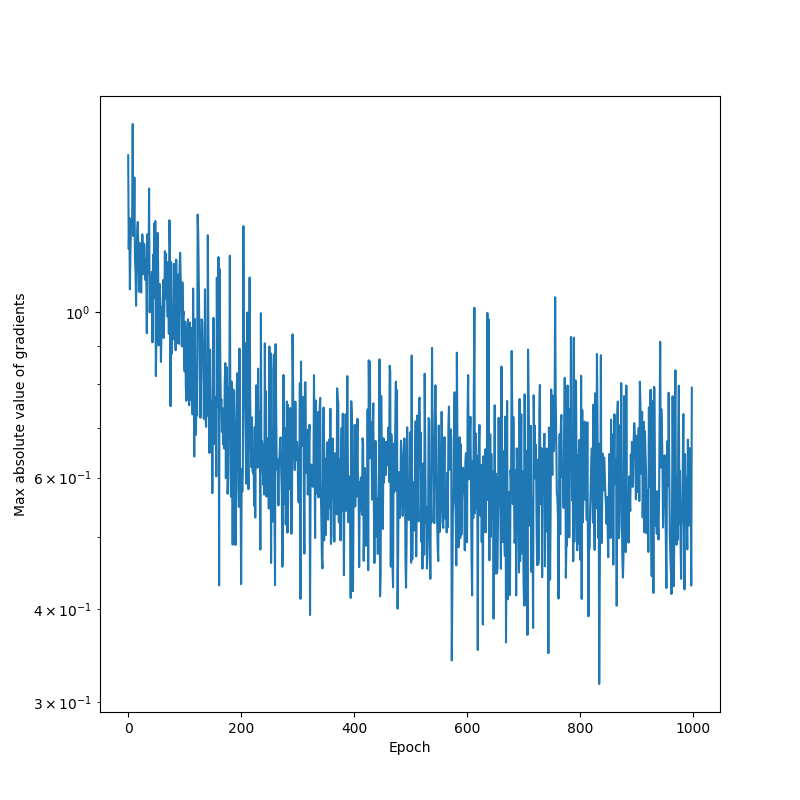 Max absolute value of gradients
10⁰
6 × 10⁻¹
4 × 10⁻¹
3 × 10⁻¹
0 200 400 600 800 1000
Epoch